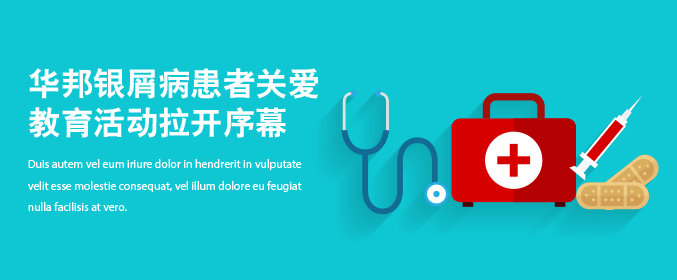 华邦银屑病患者关爱
教育活动拉开序幕
Duis autem vel eum iriure dolor in hendrerit in vulputate
velit esse molestie consequat, vel illum dolore eu feugiat
nulla facilisis at vero.